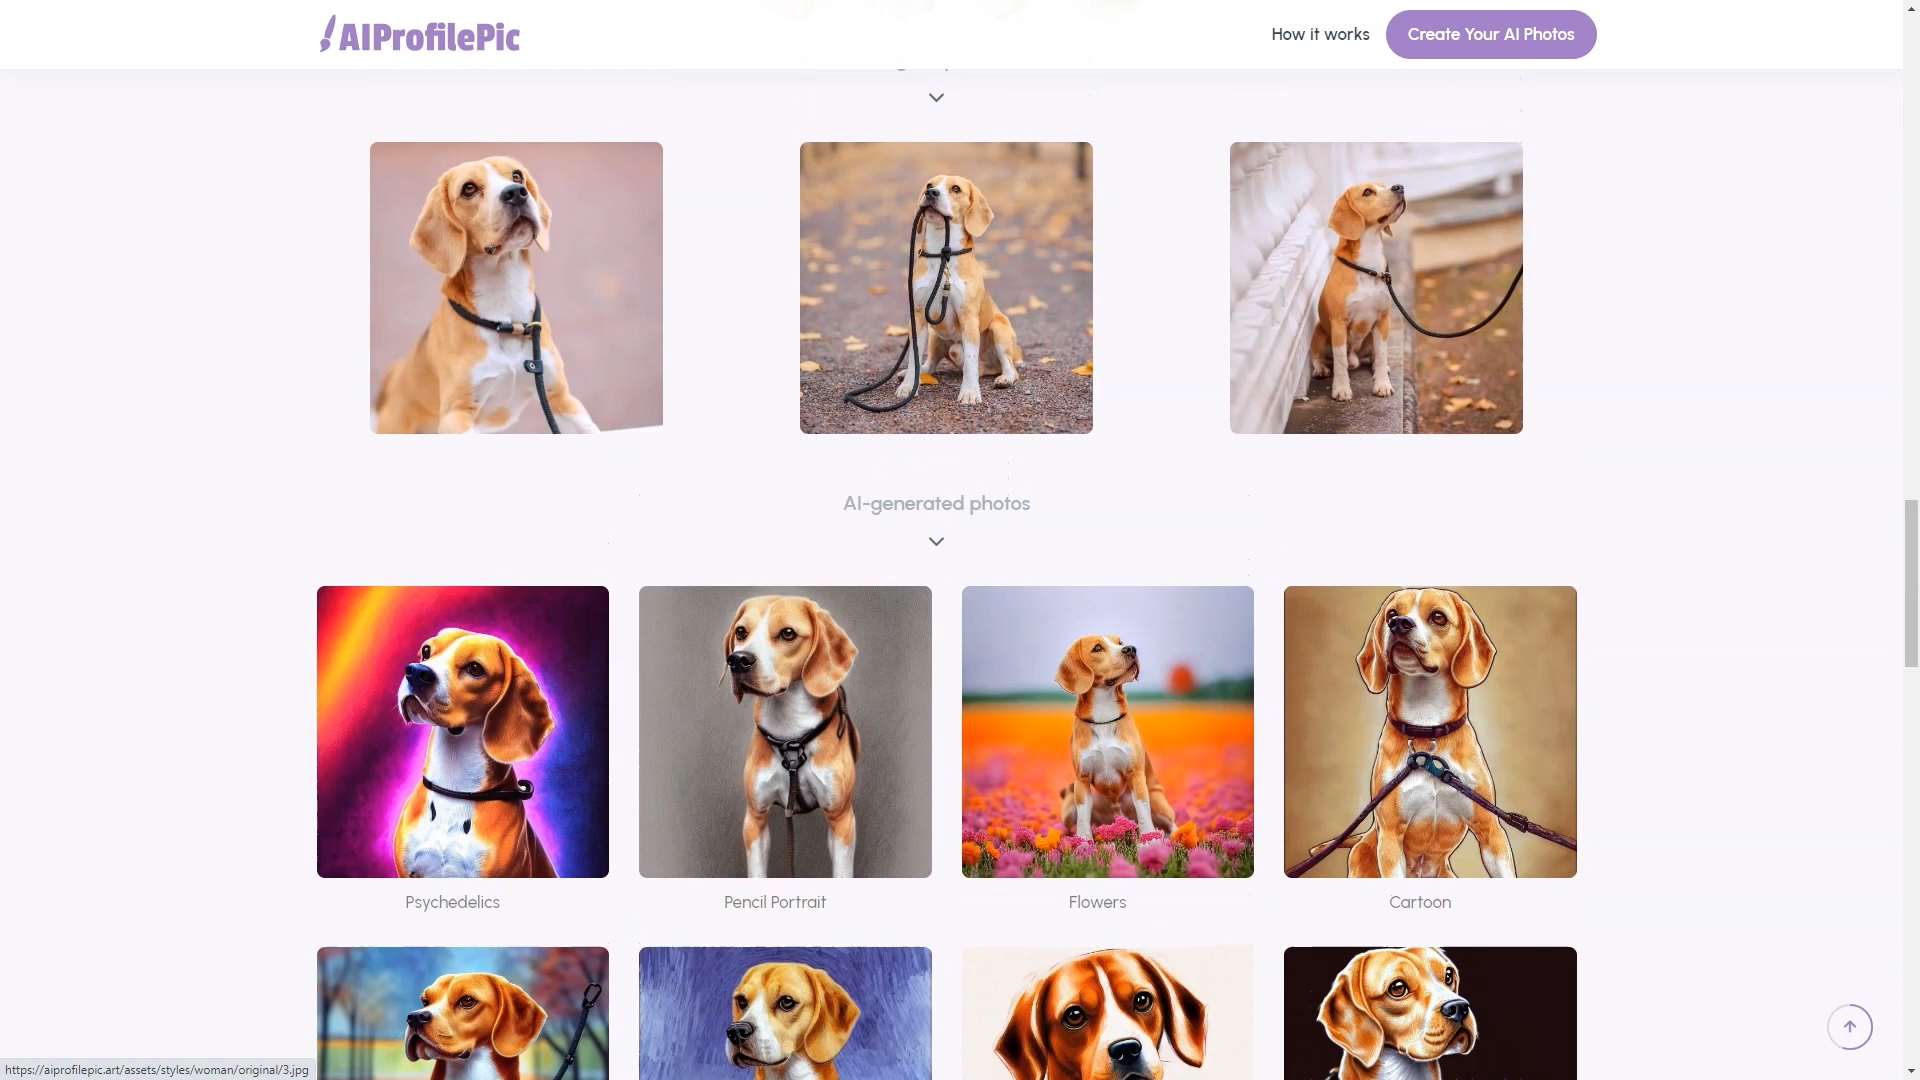 AIProfilePic
How it works
Create Your AI Photos
AI-generated photos
Psychedelics
Pencil Portrait
Flowers
Cartoon
https://aiprofilepic.art/assets/styles/woman/original/3.jpg